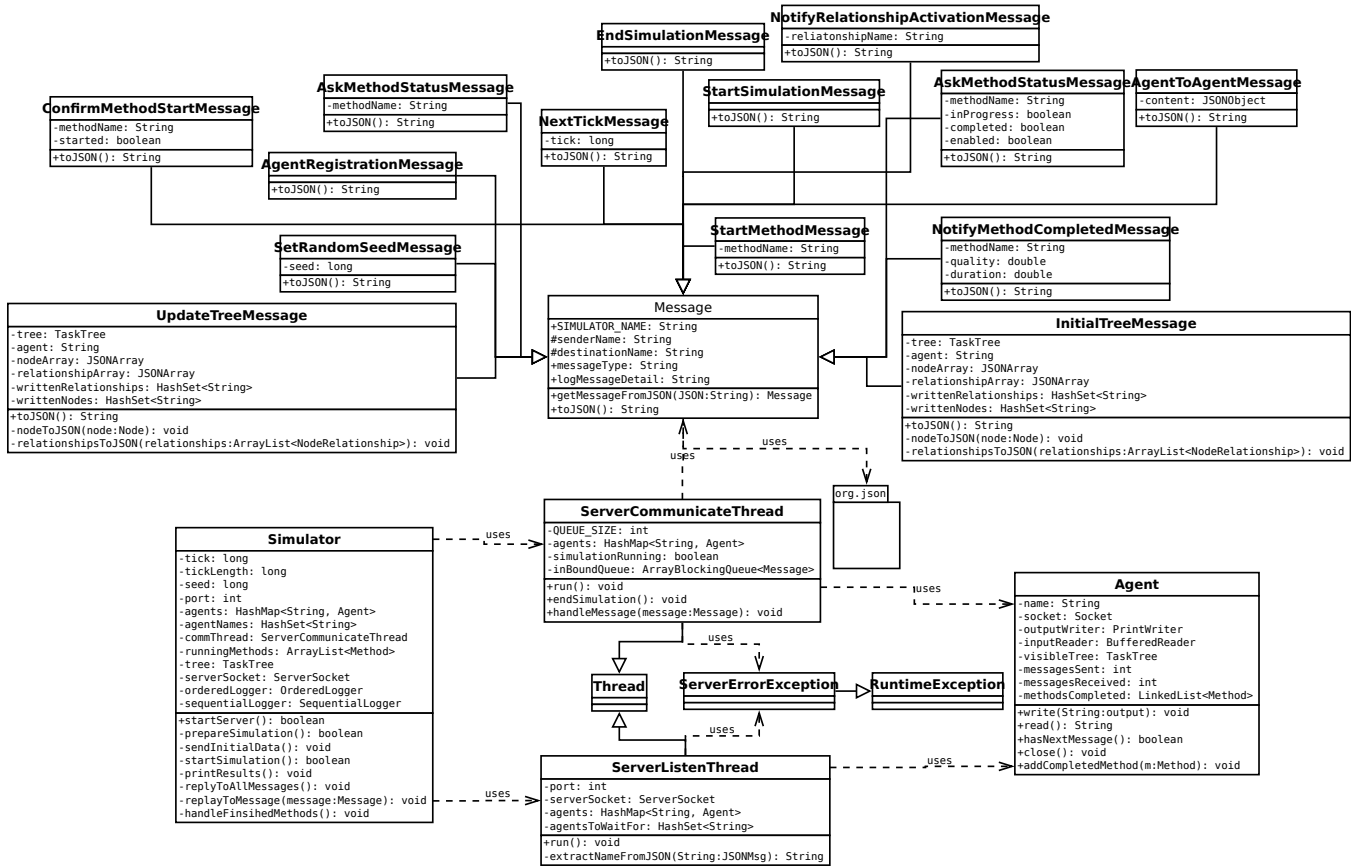 NotifyRelationshipActivationMessage
-reliatonshipName: String
+toJSON(): String
EndSimulationMessage
+toJSON(): String
AskMethodStatusMessage
-methodName: String
+toJSON(): String
StartSimulationMessage
+toJSON(): String
AskMethodStatusMessage
-methodName: String
-inProgress: boolean
-completed: boolean
-enabled: boolean
+toJSON(): String
AgentToAgentMessage
-content: JSONObject
+toJSON(): String
ConfirmMethodStartMessage
-methodName: String
-started: boolean
+toJSON(): String
NextTickMessage
-tick: long
+toJSON(): String
AgentRegistrationMessage
+toJSON(): String
StartMethodMessage
-methodName: String
+toJSON(): String
NotifyMethodCompletedMessage
-methodName: String
-quality: double
-duration: double
+toJSON(): String
SetRandomSeedMessage
-seed: long
+toJSON(): String
UpdateTreeMessage
-tree: TaskTree
-agent: String
-nodeArray: JSONArray
-relationshipArray: JSONArray
-writtenRelationships: HashSet<String>
-writtenNodes: HashSet<String>
+toJSON(): String
-nodeToJSON(node:Node): void
-relationshipsToJSON(relationships:ArrayList<NodeRelationship>): void
Message
+SIMULATOR_NAME: String
#senderName: String
#destinationName: String
+messageType: String
+logMessageDetail: String
+getMessageFromJSON(JSON:String): Message
+toJSON(): String
InitialTreeMessage
-tree: TaskTree
-agent: String
-nodeArray: JSONArray
-relationshipArray: JSONArray
-writtenRelationships: HashSet<String>
-writtenNodes: HashSet<String>
+toJSON(): String
-nodeToJSON(node:Node): void
-relationshipsToJSON(relationships:ArrayList<NodeRelationship>): void
uses
uses
org.json
ServerCommunicateThread
-QUEUE_SIZE: int
-agents: HashMap<String, Agent>
-simulationRunning: boolean
-inBoundQueue: ArrayBlockingQueue<Message>
+run(): void
+endSimulation(): void
+handleMessage(message:Message): void
uses
Simulator
-tick: long
-tickLength: long
-seed: long
-port: int
-agents: HashMap<String, Agent>
-agentNames: HashSet<String>
-commThread: ServerCommunicateThread
-runningMethods: ArrayList<Method>
-tree: TaskTree
-serverSocket: ServerSocket
-orderedLogger: OrderedLogger
-sequentialLogger: SequentialLogger
+startServer(): boolean
-prepareSimulation(): boolean
-sendInitialData(): void
-startSimulation(): boolean
-printResults(): void
-replyToAllMessages(): void
-replayToMessage(message:Message): void
-handleFinsihedMethods(): void
uses
Agent
-name: String
-socket: Socket
-outputWriter: PrintWriter
-inputReader: BufferedReader
-visibleTree: TaskTree
-messagesSent: int
-messagesReceived: int
-methodsCompleted: LinkedList<Method>
+write(String:output): void
+read(): String
+hasNextMessage(): boolean
+close(): void
+addCompletedMethod(m:Method): void
uses
Thread
ServerErrorException
RuntimeException
uses
uses
uses
ServerListenThread
-port: int
-serverSocket: ServerSocket
-agents: HashMap<String, Agent>
-agentsToWaitFor: HashSet<String>
+run(): void
-extractNameFromJSON(String:JSONMsg): String